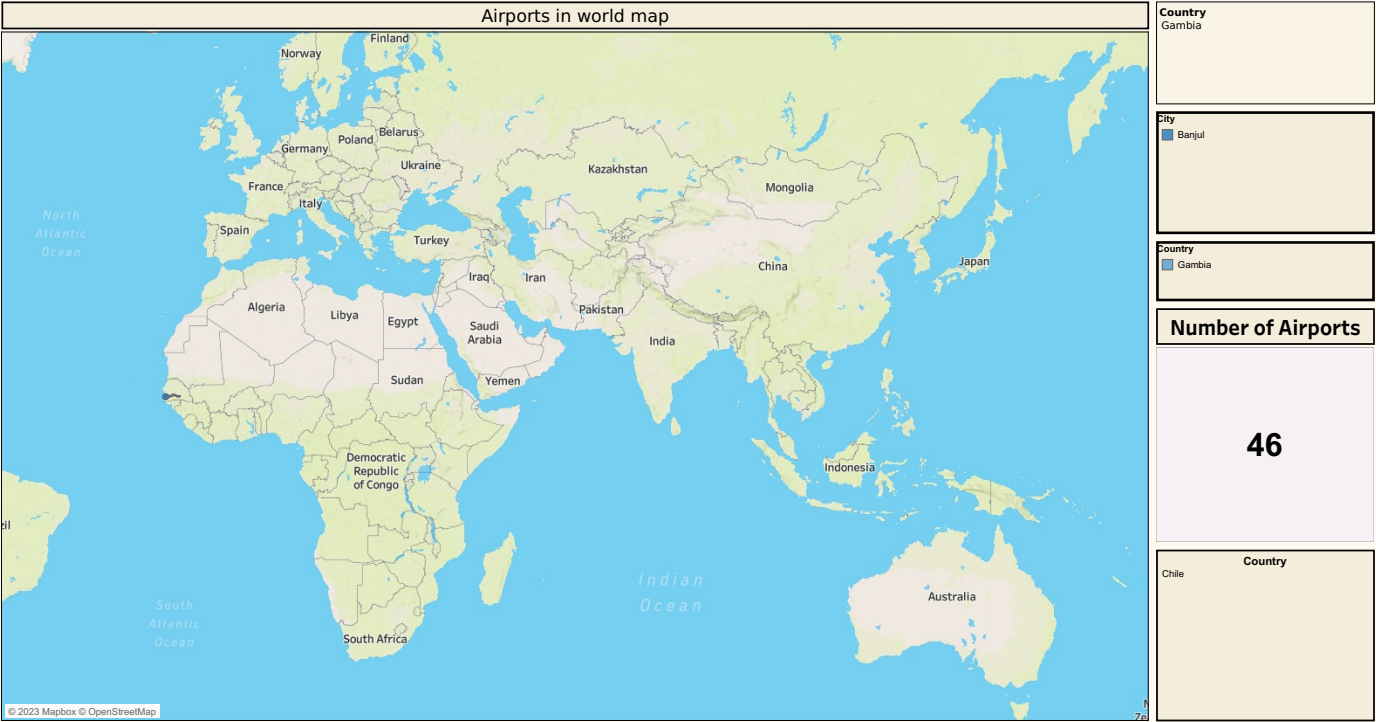 Airports in world map
Finland
Norway
Belarus
Poland
Germany
Ukraine
Kazakhstan
France
Mongolia
Italy
North
Atlantic
Ocean
Spain
Turkey
Japan
China
Iraq
Iran
Algeria
Pakistan
Libya
Egypt
Saudi
Arabia
India
Sudan
Yemen
Democratic
Republic
of Congo
Indonesia
zil
Indian
Ocean
Australia
South
Atlantic
Ocean
South Africa
N
Ze
© 2023 Mapbox © OpenStreetMap
Country
Gambia
City
Banjul
Country
Gambia
Number of Airports
46
Country
Chile